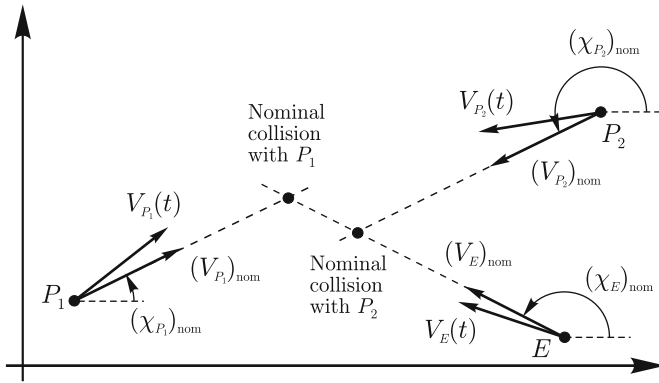 (χ_{P_2})_{nom}
V_{P_2}(t)
P_2
(V_{P_2})_{nom}
Nominal
collision
with P_1
V_{P_1}(t)
(V_{P_1})_{nom}
P_1
(χ_{P_1})_{nom}
Nominal
collision
with P_2
(V_E)_{nom}
(χ_E)_{nom}
V_E(t)
E